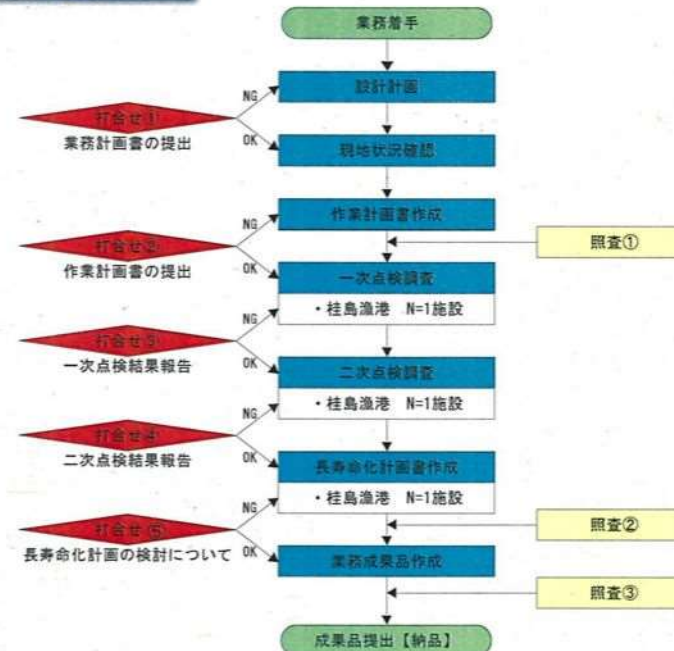 業務着手
設計計画
NG
打合せ①
業務計画書の提出
OK
現地状況確認
作業計画書作成
NG
照査①
打合せ②
作業計画書の提出
OK
一次点検調査
・桂島漁港 N=1施設
NG
打合せ③
一次点検結果報告
OK
二次点検調査
・桂島漁港 N=1施設
NG
打合せ④
二次点検結果報告
OK
長寿命化計画書作成
・桂島漁港 N=1施設
NG
照査②
打合せ⑤
長寿命化計画の検討について
OK
業務成果品作成
照査③
成果品提出【納品】